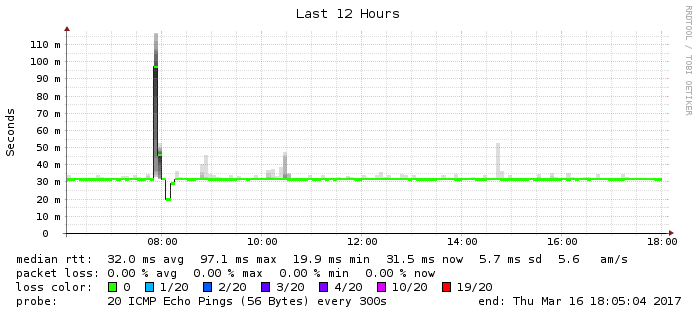 Last 12 Hours
RRDTOOL / TOBI OETIKER
Seconds
110 m
100 m
90 m
80 m
70 m
60 m
50 m
40 m
30 m
20 m
10 m
0
08:00 10:00 12:00 14:00 16:00 18:00
median rtt: 32.0 ms avg 97.1 ms max 19.9 ms min 31.5 ms now 5.7 ms sd 5.6 am/s
packet loss: 0.00 % avg 0.00 % max 0.00 % min 0.00 % now
loss color: 0 1/20 2/20 3/20 4/20 10/20 19/20
probe: 20 ICMP Echo Pings (56 Bytes) every 300s end: Thu Mar 16 18:05:04 2017